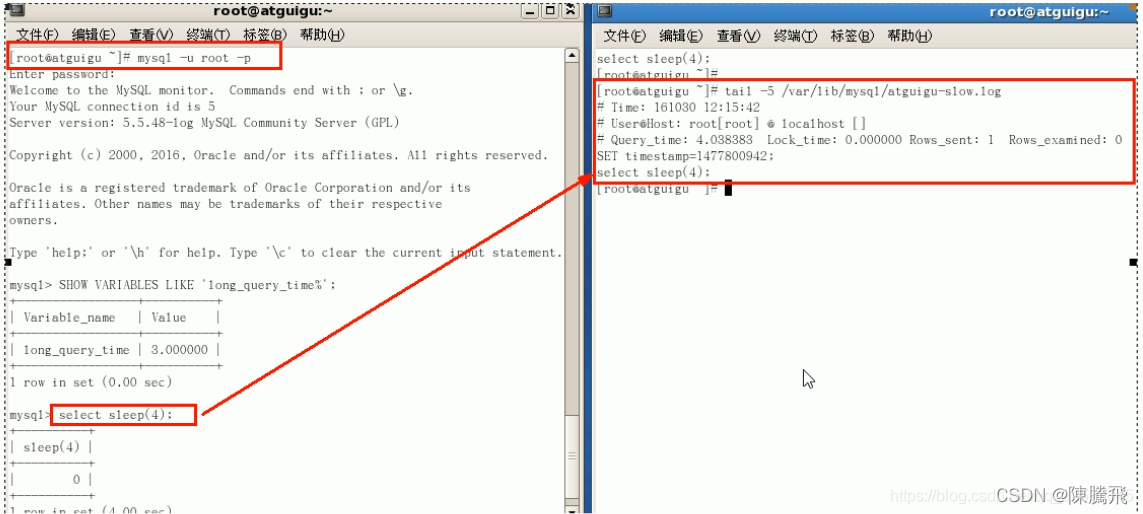 root@atguigu:~
文件(F) 编辑(E) 查看(V) 终端(T) 标签(B) 帮助(H)
[root@atguigu ~]# mysql -u root -p
Enter password:
Welcome to the MySQL monitor.  Commands end with ; or \g.
Your MySQL connection id is 5
Server version: 5.5.48-log MySQL Community Server (GPL)
Copyright (c) 2000, 2016, Oracle and/or its affiliates. All rights reserved.
Oracle is a registered trademark of Oracle Corporation and/or its
affiliates. Other names may be trademarks of their respective
owners.
Type 'help;' or '\h' for help. Type '\c' to clear the current input statement.
mysql> SHOW VARIABLES LIKE 'long_query_time%';
+-----------------+----------+
| Variable_name   | Value    |
+-----------------+----------+
| long_query_time | 3.000000 |
+-----------------+----------+
1 row in set (0.00 sec)
mysql> select sleep(4);
+----------+
| sleep(4) |
+----------+
|        0 |
+----------+
1 row in set (4.00 sec)
root@atguigu:~
文件(F) 编辑(E) 查看(V) 终端(T) 标签(B) 帮助(H)
select sleep(4);
[root@atguigu ~]#
[root@atguigu ~]# tail -5 /var/lib/mysql/atguigu-slow.log
# Time: 161030 12:15:42
# User@Host: root[root] @ localhost []
# Query_time: 4.038383  Lock_time: 0.000000 Rows_sent: 1  Rows_examined: 0
SET timestamp=1477800942;
select sleep(4);
[root@atguigu ~]#
https://blog.csd
CSDN @陳騰飛